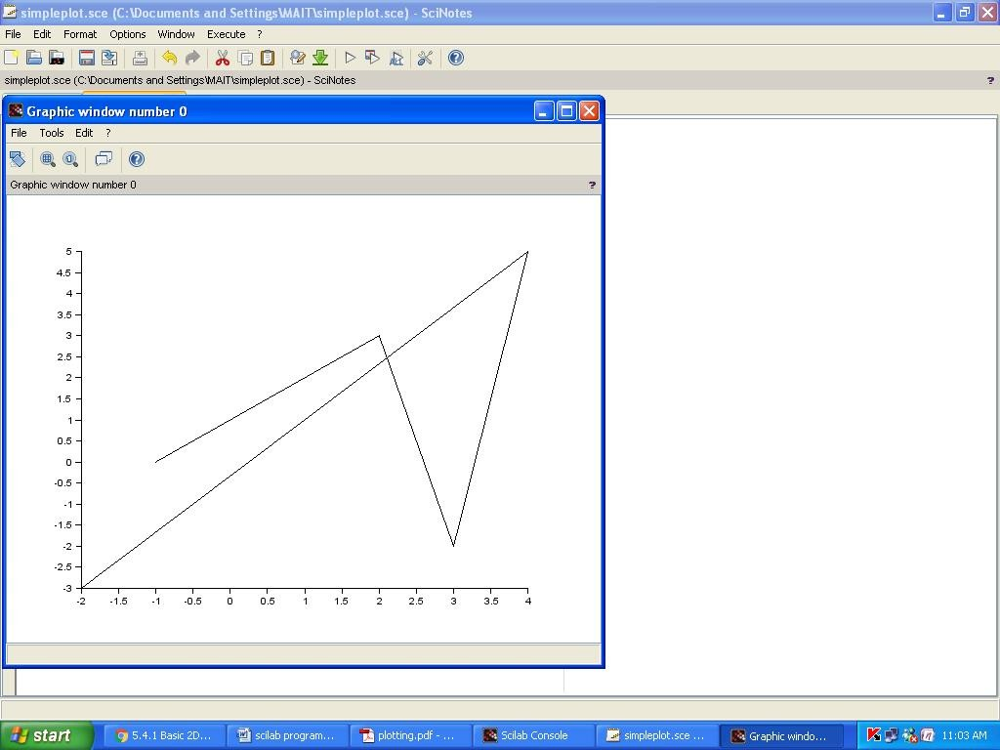 simpleplot.sce (C:\Documents and Settings\MAIT\simpleplot.sce) - SciNotes
File Edit Format Options Window Execute ?
simpleplot.sce (C:\Documents and Settings\MAIT\simpleplot.sce) - SciNotes ?
Graphic window number 0
File Tools Edit ?
Graphic window number 0 ?
5
4.5
4
3.5
3
2.5
2
1.5
1
0.5
0
-0.5
-1
-1.5
-2
-2.5
-3
-2 -1.5 -1 -0.5 0 0.5 1 1.5 2 2.5 3 3.5 4
start 5.4.1 Basic 2D... scilab program... plotting.pdf - ... Scilab Console simpleplot.sce ... Graphic windo... 11:03 AM